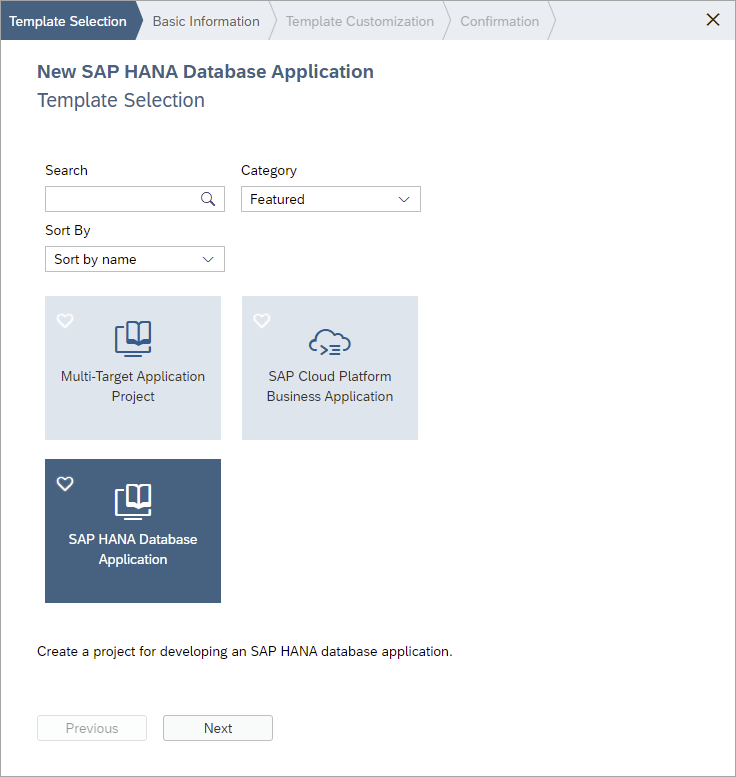 Template Selection
Basic Information
Template Customization
Confirmation
New SAP HANA Database Application
Template Selection
Search
Category
Featured
Sort By
Sort by name
Multi-Target Application
Project
SAP Cloud Platform
Business Application
SAP HANA Database
Application
Create a project for developing an SAP HANA database application.
Previous
Next